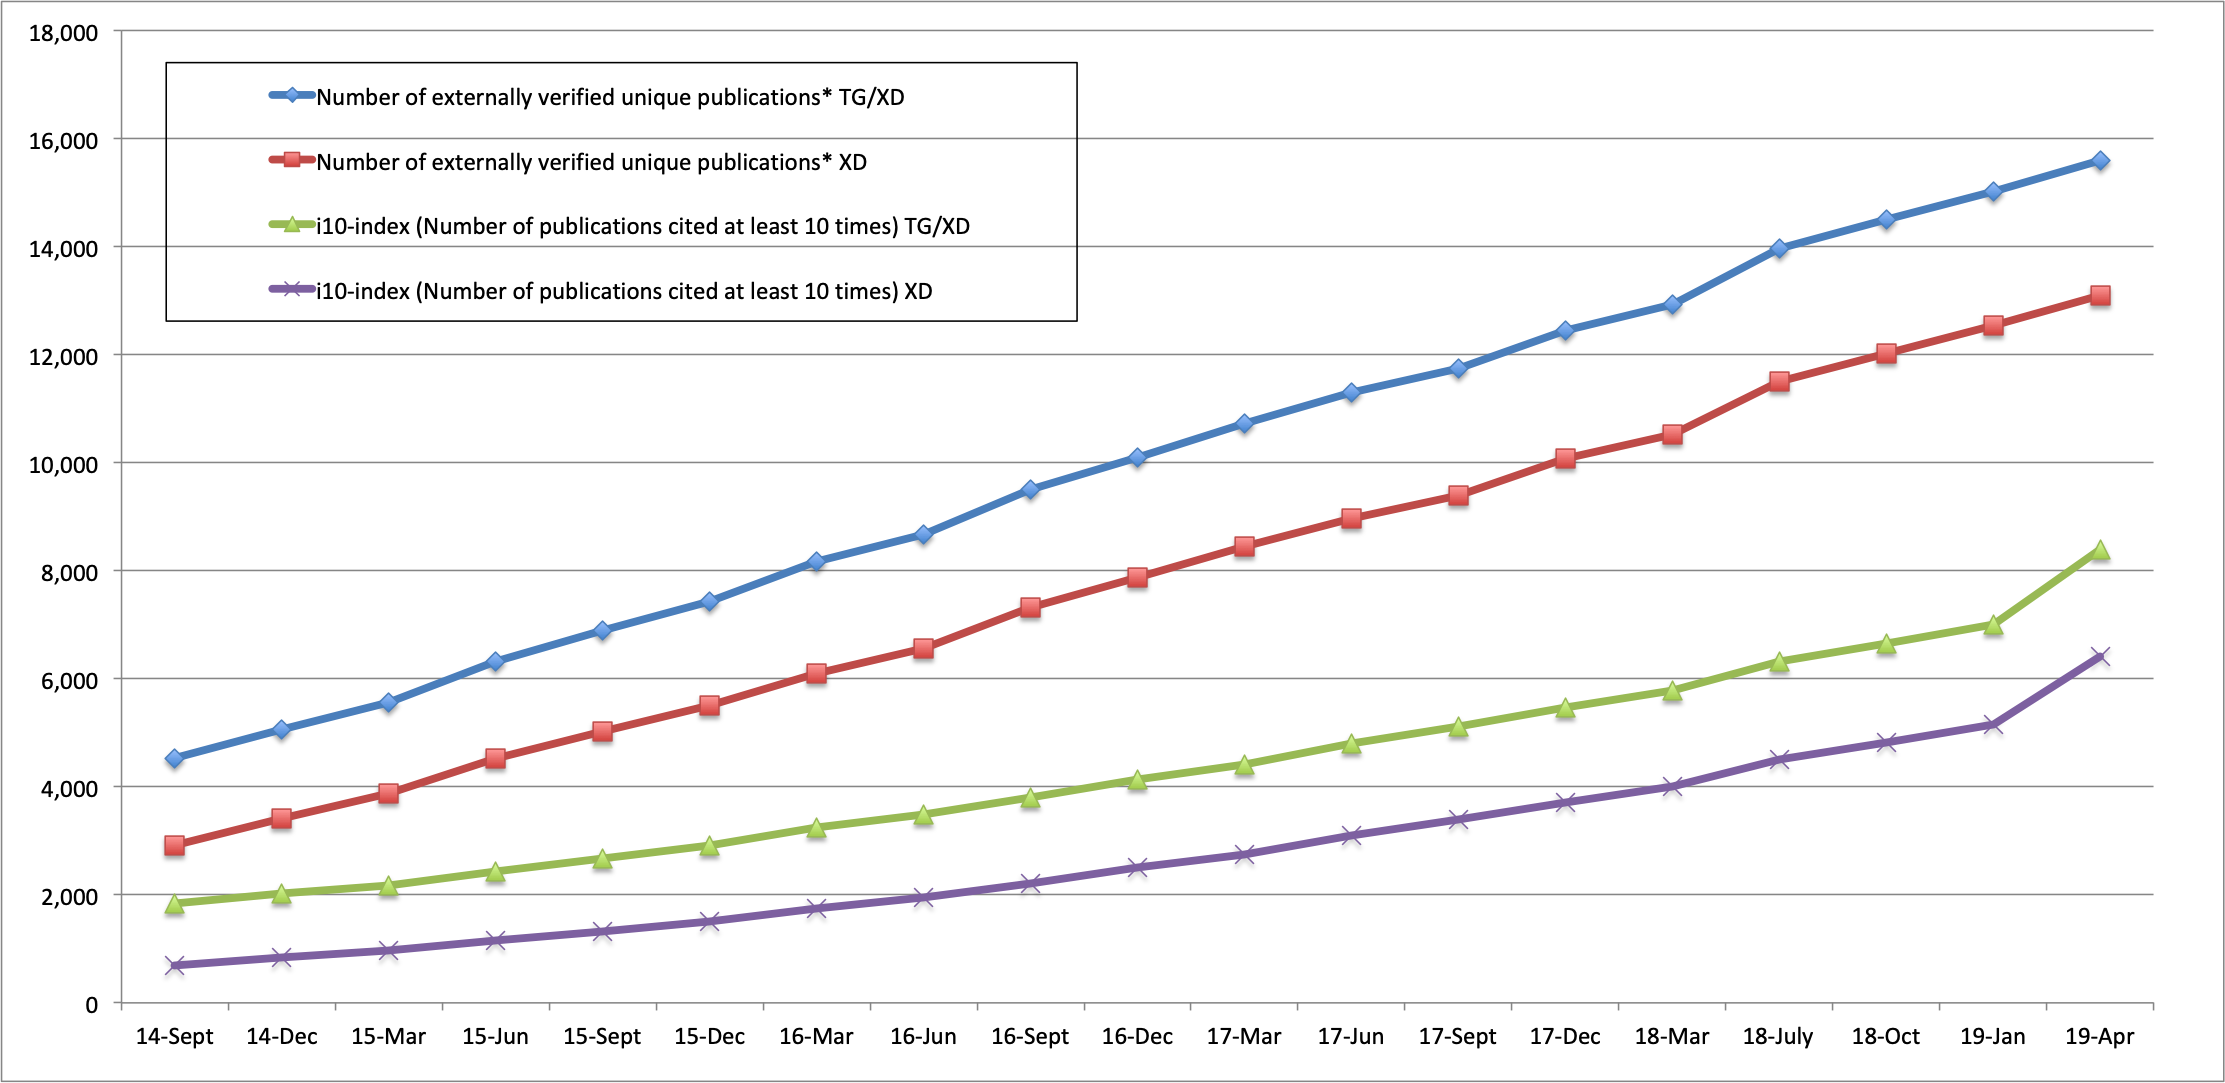 18,000
16,000
14,000
12,000
10,000
8,000
6,000
4,000
2,000
0
Number of externally verified unique publications* TG/XD
Number of externally verified unique publications* XD
i10-index (Number of publications cited at least 10 times) TG/XD
i10-index (Number of publications cited at least 10 times) XD
14-Sept 14-Dec 15-Mar 15-Jun 15-Sept 15-Dec 16-Mar 16-Jun 16-Sept 16-Dec 17-Mar 17-Jun 17-Sept 17-Dec 18-Mar 18-July 18-Oct 19-Jan 19-Apr